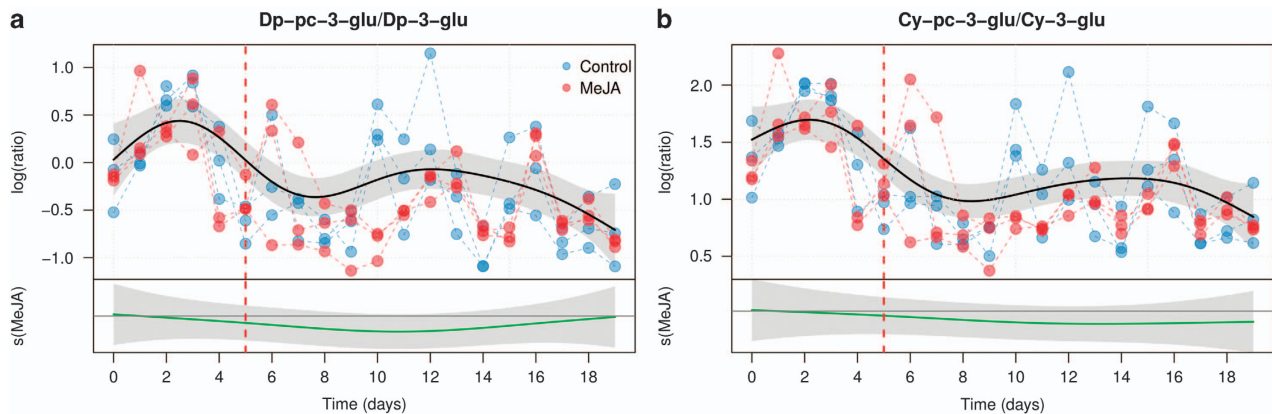 a
Dp-pc-3-glu/Dp-3-glu
1.0
0.5
0.0
−0.5
−1.0
log(ratio)
Control
MeJA
s(MeJA)
0 2 4 6 8 10 12 14 16 18
Time (days)
b
Cy-pc-3-glu/Cy-3-glu
2.0
1.5
1.0
0.5
log(ratio)
s(MeJA)
0 2 4 6 8 10 12 14 16 18
Time (days)